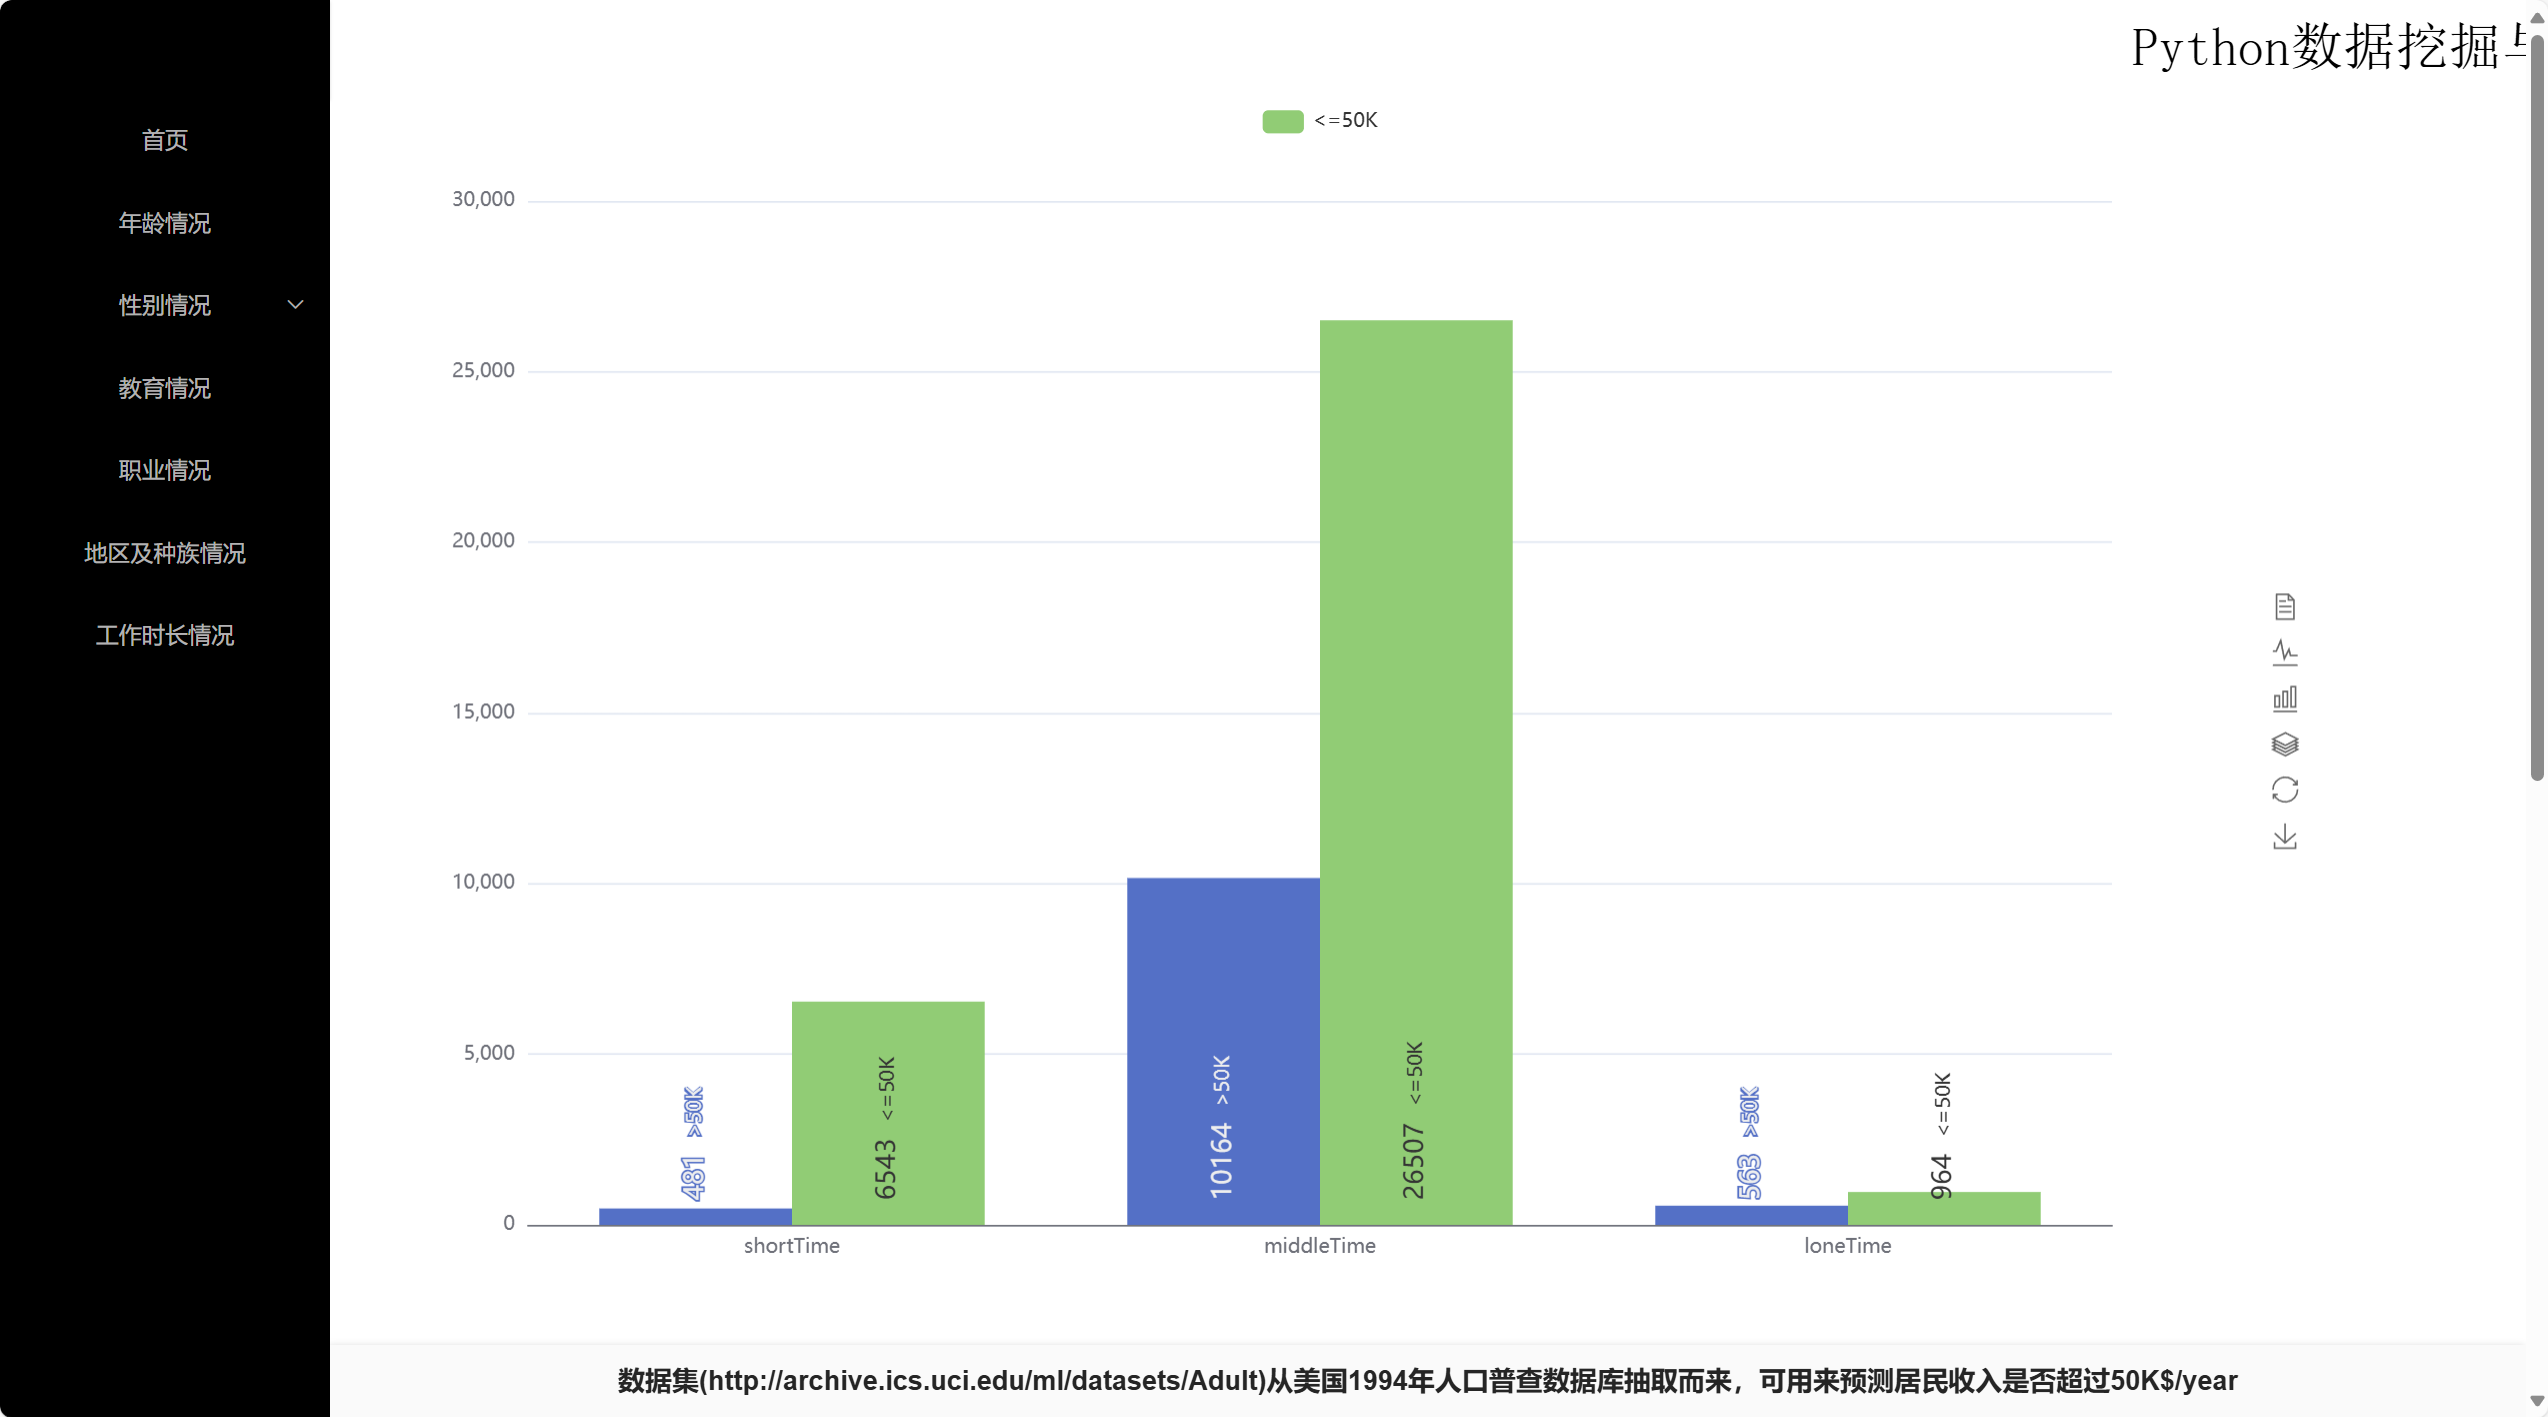 Python数据挖掘
首页
年龄情况
性别情况
教育情况
职业情况
地区及种族情况
工作时长情况
<=50K
30,000
25,000
20,000
15,000
10,000
5,000
0
481 >50K
6543 <=50K
10164 >50K
26507 <=50K
563 >50K
964 <=50K
shortTime
middleTime
loneTime
数据集(http://archive.ics.uci.edu/ml/datasets/Adult)从美国1994年人口普查数据库抽取而来，可用来预测居民收入是否超过50K$/year